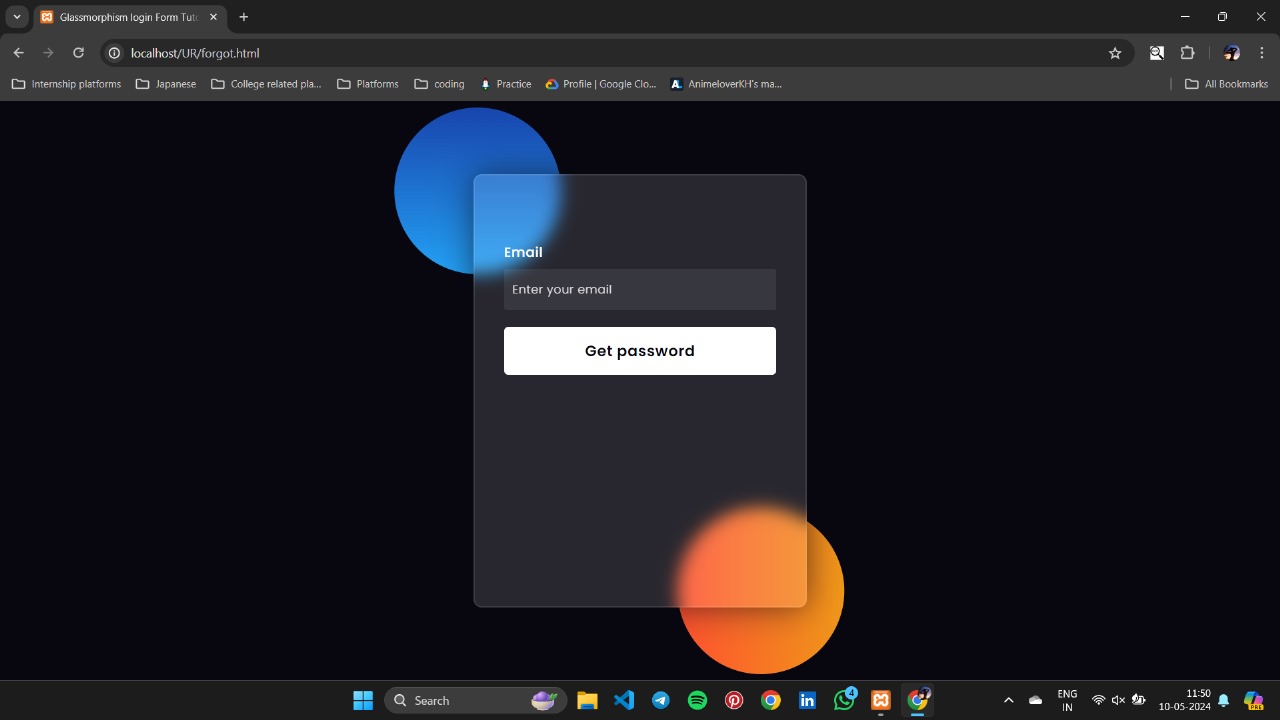 Glassmorphism login Form Tuto
localhost/UR/forgot.html
Internship platforms
Japanese
College related pla...
Platforms
coding
Practice
Profile | Google Clo...
AnimeloverKH's ma...
All Bookmarks
Email
Enter your email
Get password
Search
4
ENG
IN
11:50
10-05-2024
PRE